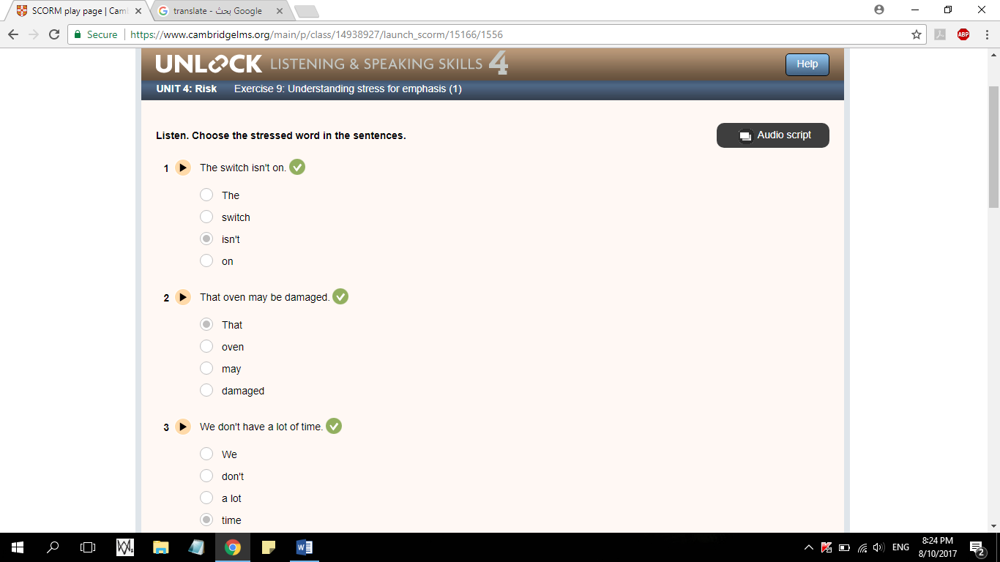 SCORM play page | Cam
translate - بحث Google
Secure
https://www.cambridgelms.org/main/p/class/14938927/launch_scorm/15166/1556
ABP
UNLOCK LISTENING & SPEAKING SKILLS 4
Help
UNIT 4: Risk Exercise 9: Understanding stress for emphasis (1)
Listen. Choose the stressed word in the sentences.
Audio script
1 The switch isn't on.
The
switch
isn't
on
2 That oven may be damaged.
That
oven
may
damaged
3 We don't have a lot of time.
We
don't
a lot
time
ENG
8:24 PM
8/10/2017
2